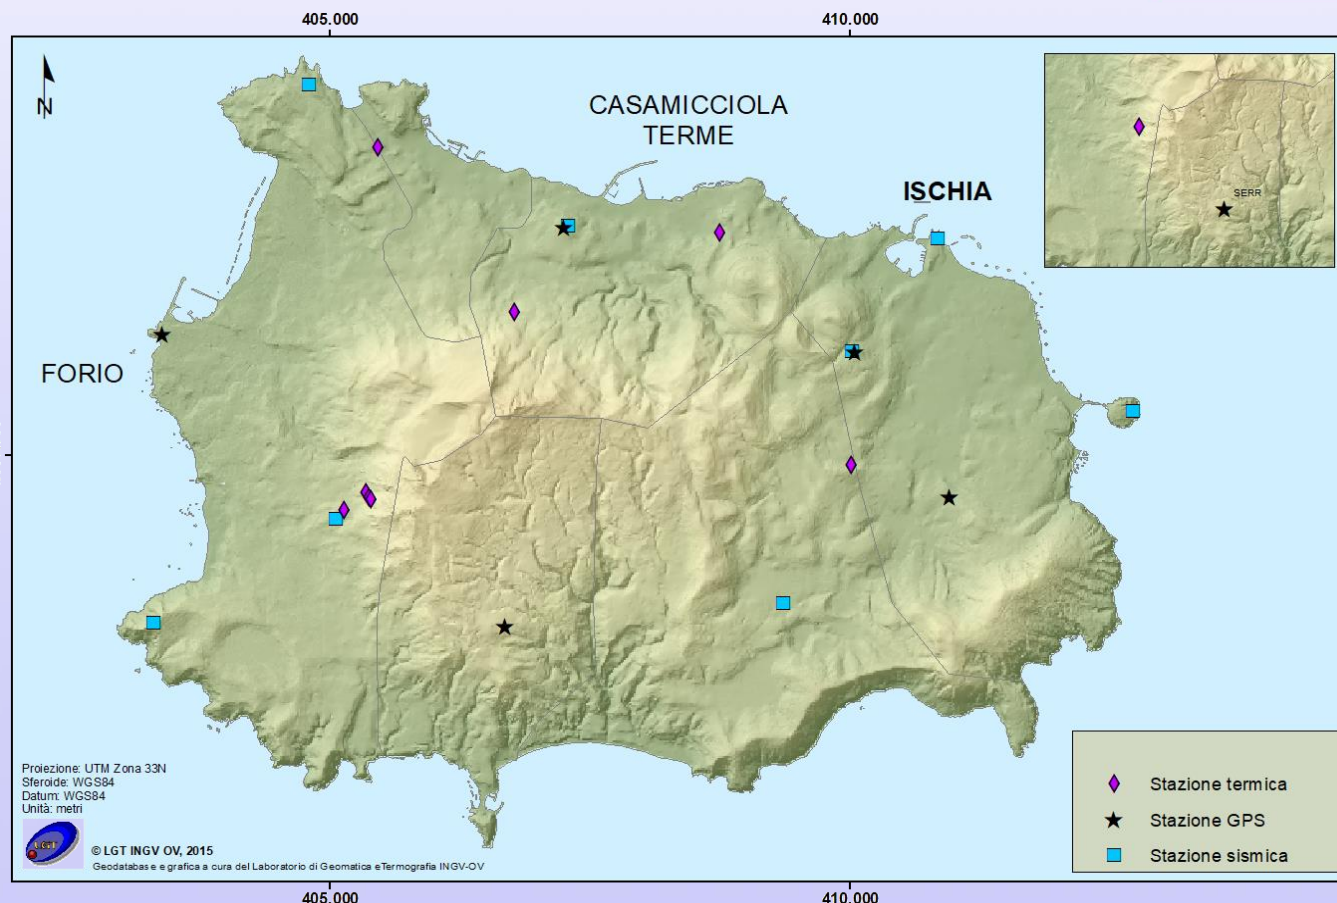 405.000 410.000
N
CASAMICCIOLA
TERME
ISCHIA
SERR
FORIO
Proiezione: UTM Zona 33N
Sferoide: WGS84
Datum: WGS84
Unità: metri
LGT
© LGT INGV OV, 2015
Geodatabase e grafica a cura del Laboratorio di Geomatica e Termografia INGV-OV
Stazione termica
Stazione GPS
Stazione sismica
405.000 410.000